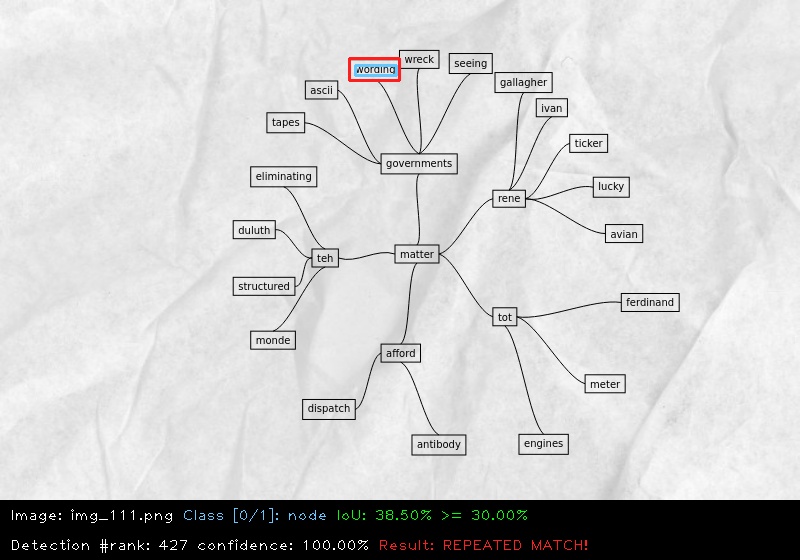 wording
wreck
seeing
gallagher
ascii
ivan
tapes
ticker
governments
eliminating
lucky
rene
duluth
avian
teh
matter
structured
ferdinand
tot
monde
afford
meter
dispatch
antibody
engines
Image: img_111.png Class [0/1]: node IoU: 38.50% >= 30.00%
Detection #rank: 427 confidence: 100.00% Result: REPEATED MATCH!